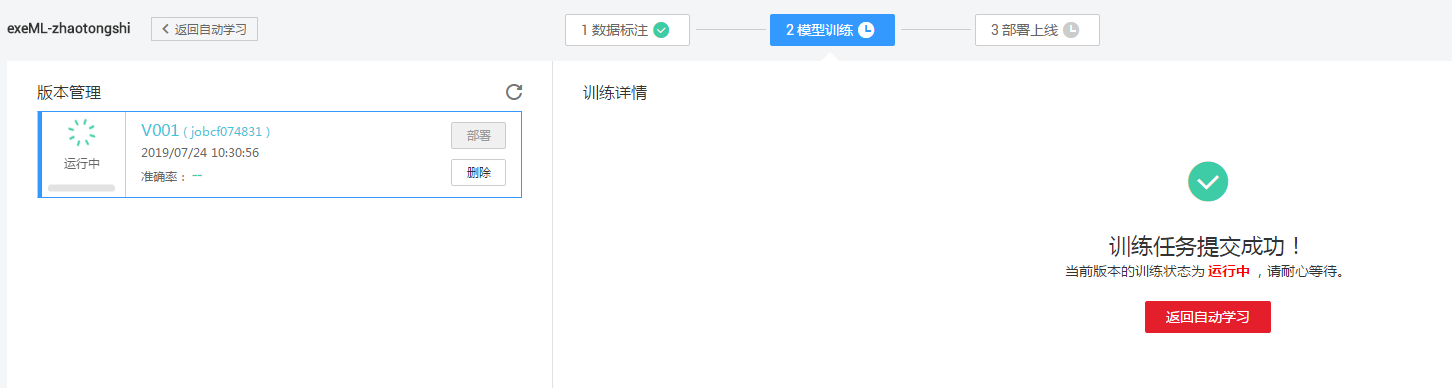 exeML-zhaotongshi
返回自动学习
1 数据标注
2 模型训练
3 部署上线
版本管理
运行中
V001 ( jobcf074831 )
2019/07/24 10:30:56
准确率： --
部署
删除
训练详情
训练任务提交成功！
当前版本的训练状态为 运行中 ，请耐心等待。
返回自动学习